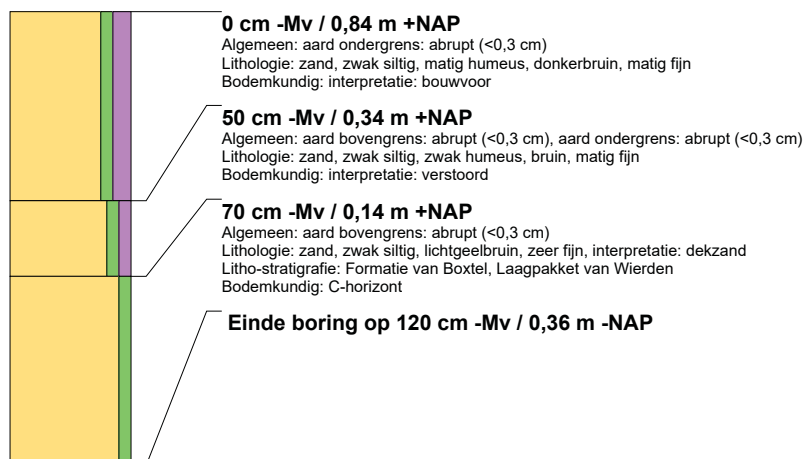 0 cm -Mv / 0,84 m +NAP
Algemeen: aard ondergrens: abrupt (<0,3 cm)
Lithologie: zand, zwak siltig, matig humeus, donkerbruin, matig fijn
Bodemkundig: interpretatie: bouwvoor
50 cm -Mv / 0,34 m +NAP
Algemeen: aard bovengrens: abrupt (<0,3 cm), aard ondergrens: abrupt (<0,3 cm)
Lithologie: zand, zwak siltig, zwak humeus, bruin, matig fijn
Bodemkundig: interpretatie: verstoord
70 cm -Mv / 0,14 m +NAP
Algemeen: aard bovengrens: abrupt (<0,3 cm)
Lithologie: zand, zwak siltig, lichtgeelbruin, zeer fijn, interpretatie: dekzand
Litho-stratigrafie: Formatie van Boxtel, Laagpakket van Wierden
Bodemkundig: C-horizont
Einde boring op 120 cm -Mv / 0,36 m -NAP